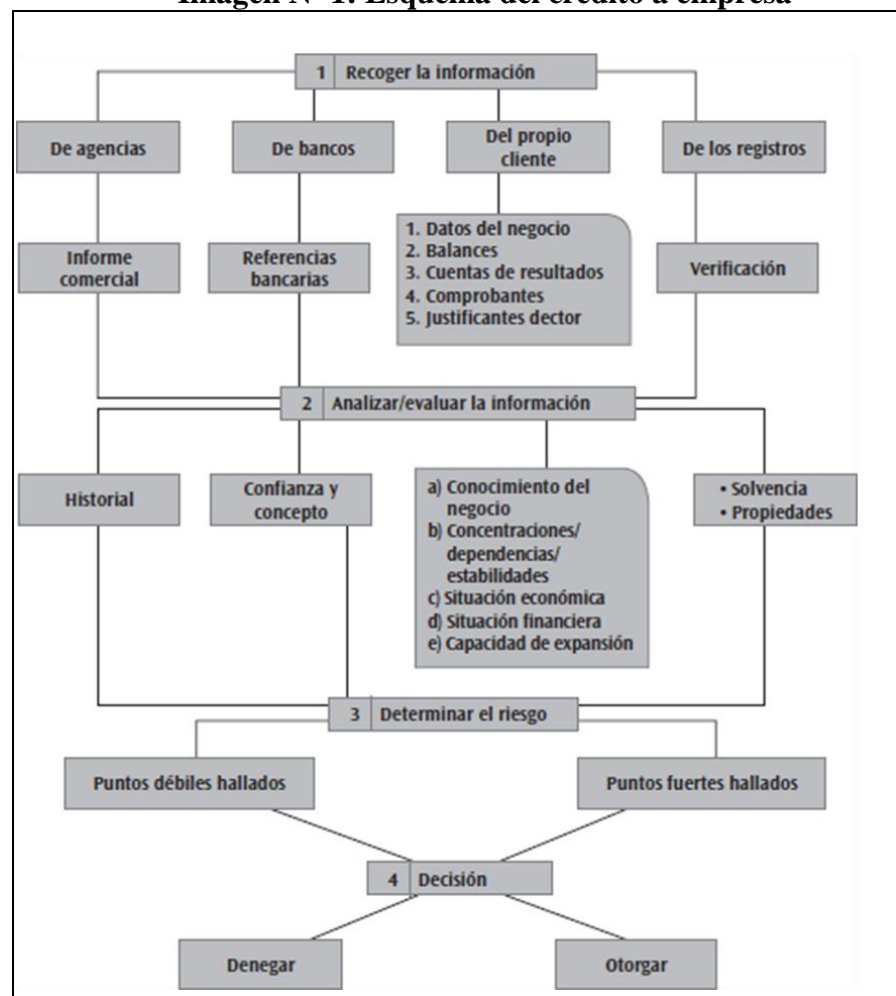 Imagen N° 1: Esquema del crédito a empresa
1 Recoger la información
De agencias
De bancos
Del propio
cliente
De los registros
Informe
comercial
Referencias
bancarias
1. Datos del negocio
2. Balances
3. Cuentas de resultados
4. Comprobantes
5. Justificantes dector
Verificación
2 Analizar/evaluar la información
Historial
Confianza y
concepto
a) Conocimiento del
negocio
b) Concentraciones/
dependencias/
estabilidades
c) Situación económica
d) Situación financiera
e) Capacidad de expansión
• Solvencia
• Propiedades
3 Determinar el riesgo
Puntos débiles hallados
Puntos fuertes hallados
4 Decisión
Denegar
Otorgar